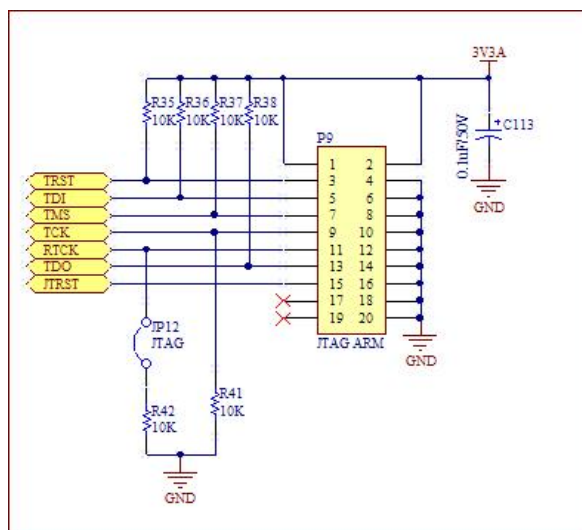 3V3A
R35 R36 R37 R38
10K 10K 10K 10K
0.1uF/50V
C113
GND
P9
1 2
TRST 3 4
TDI 5 6
TMS 7 8
TCK 9 10
RTCK 11 12
TDO 13 14
JTRST 15 16
17 18
19 20
JTAG ARM
GND
JP12
JTAG
R42
10K
R41
10K
GND